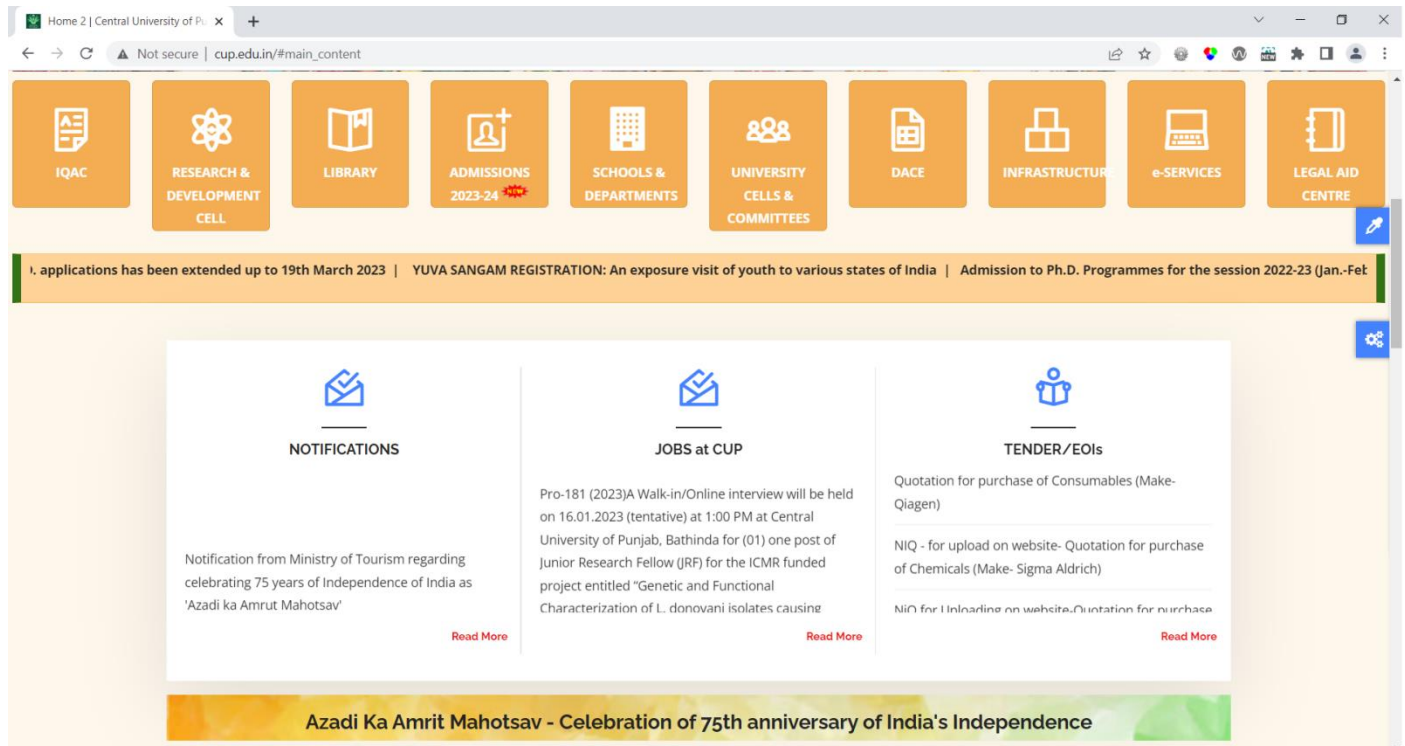 Home 2 | Central University of Pu
Not secure | cup.edu.in/#main_content
NEW
IQAC
RESEARCH &
DEVELOPMENT
CELL
LIBRARY
ADMISSIONS
2023-24 NEW
SCHOOLS &
DEPARTMENTS
UNIVERSITY
CELLS &
COMMITTEES
DACE
INFRASTRUCTURE
e-SERVICES
LEGAL AID
CENTRE
. applications has been extended up to 19th March 2023 | YUVA SANGAM REGISTRATION: An exposure visit of youth to various states of India | Admission to Ph.D. Programmes for the session 2022-23 (Jan.-Feb
NOTIFICATIONS
Notification from Ministry of Tourism regarding
celebrating 75 years of Independence of India as
'Azadi ka Amrut Mahotsav'
Read More
JOBS at CUP
Pro-181 (2023)A Walk-in/Online interview will be held
on 16.01.2023 (tentative) at 1:00 PM at Central
University of Punjab, Bathinda for (01) one post of
Junior Research Fellow (JRF) for the ICMR funded
project entitled "Genetic and Functional
Characterization of L. donovani isolates causing
Read More
TENDER/EOIs
Quotation for purchase of Consumables (Make-
Qiagen)
NIQ - for upload on website- Quotation for purchase
of Chemicals (Make- Sigma Aldrich)
NiQ for Uploading on website-Quotation for purchase
Read More
Azadi Ka Amrit Mahotsav - Celebration of 75th anniversary of India's Independence